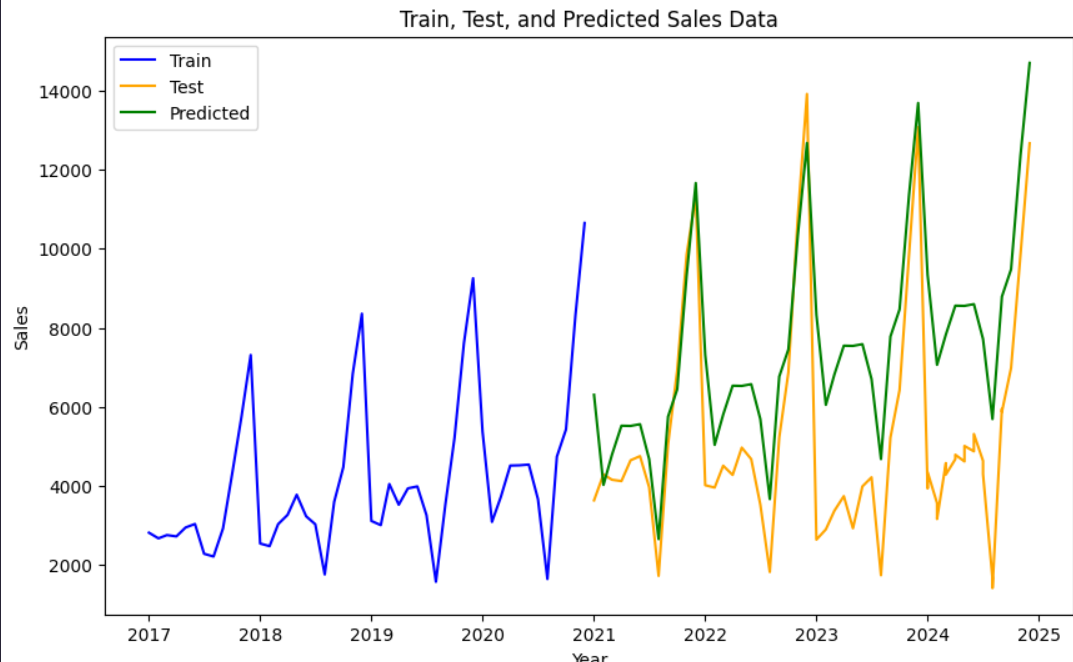 Train, Test, and Predicted Sales Data
Train
Test
Predicted
14000
12000
10000
8000
6000
4000
2000
Sales
2017 2018 2019 2020 2021 2022 2023 2024 2025
Year